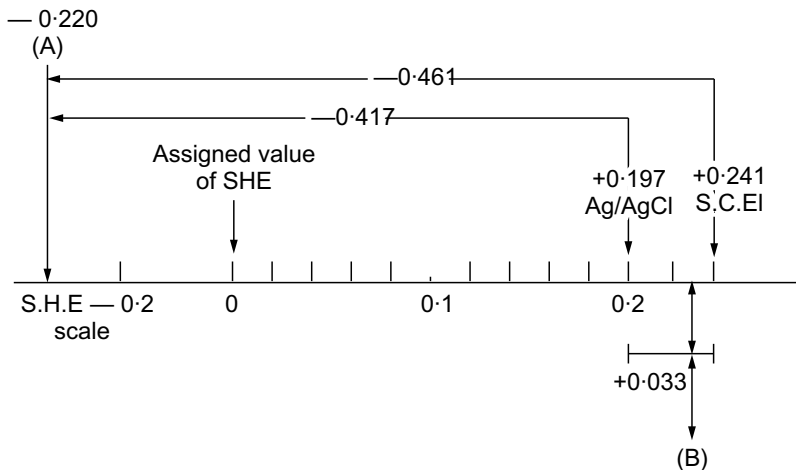 — 0·220
(A)
—0·461
—0·417
Assigned value
of SHE
+0·197
Ag/AgCl
+0·241
S.C.El
S.H.E — 0·2
scale
0
0·1
0·2
+0·033
(B)